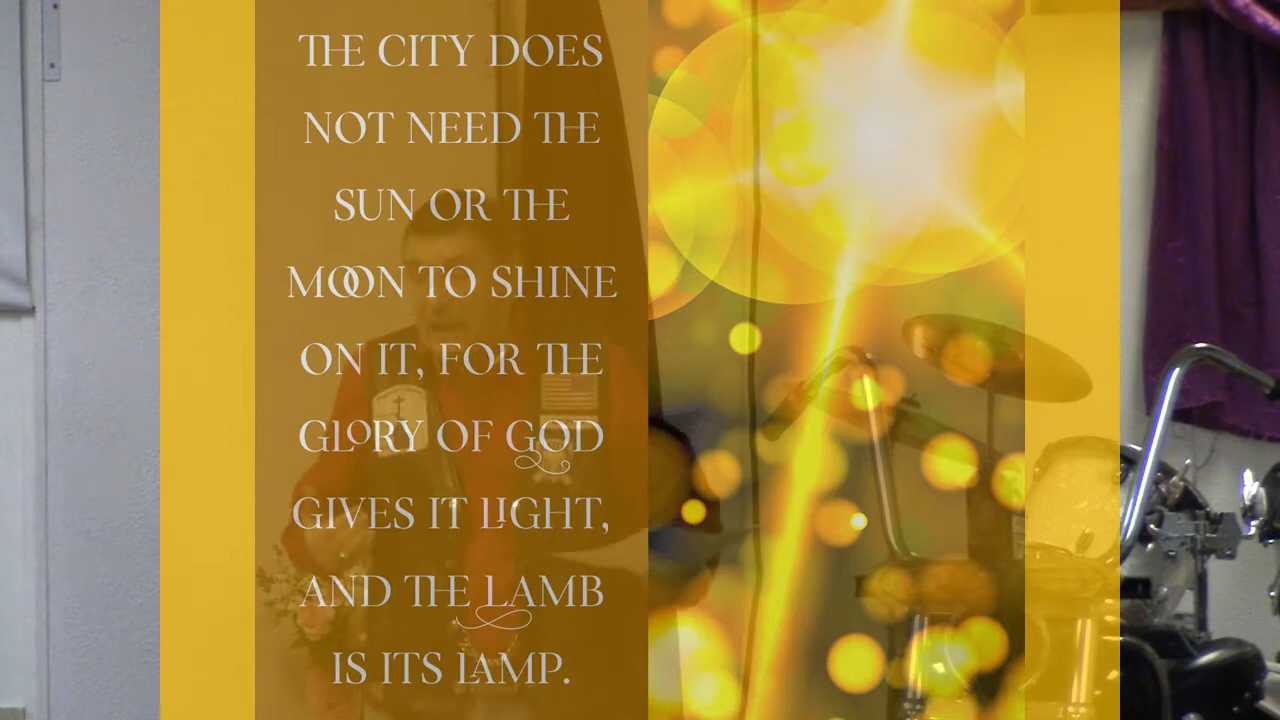 THE CITY DOES
NOT NEED THE
SUN OR THE
MOON TO SHINE
ON IT, FOR THE
GLORY OF GOD
GIVES IT LIGHT,
AND THE LAMB
IS ITS LAMP.